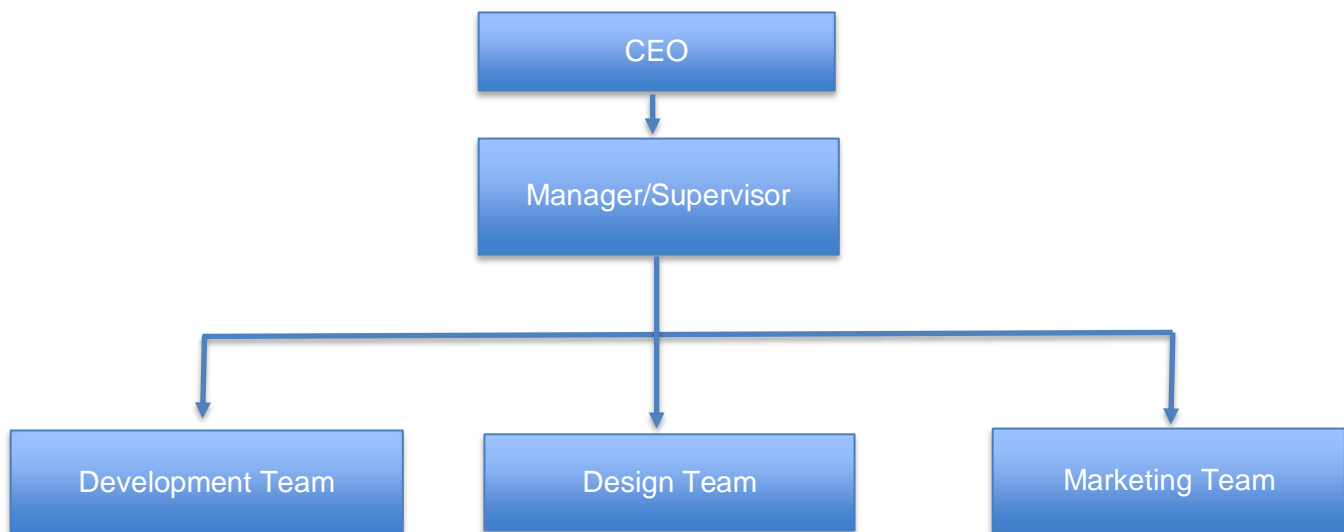 CEO
Manager/Supervisor
Development Team
Design Team
Marketing Team